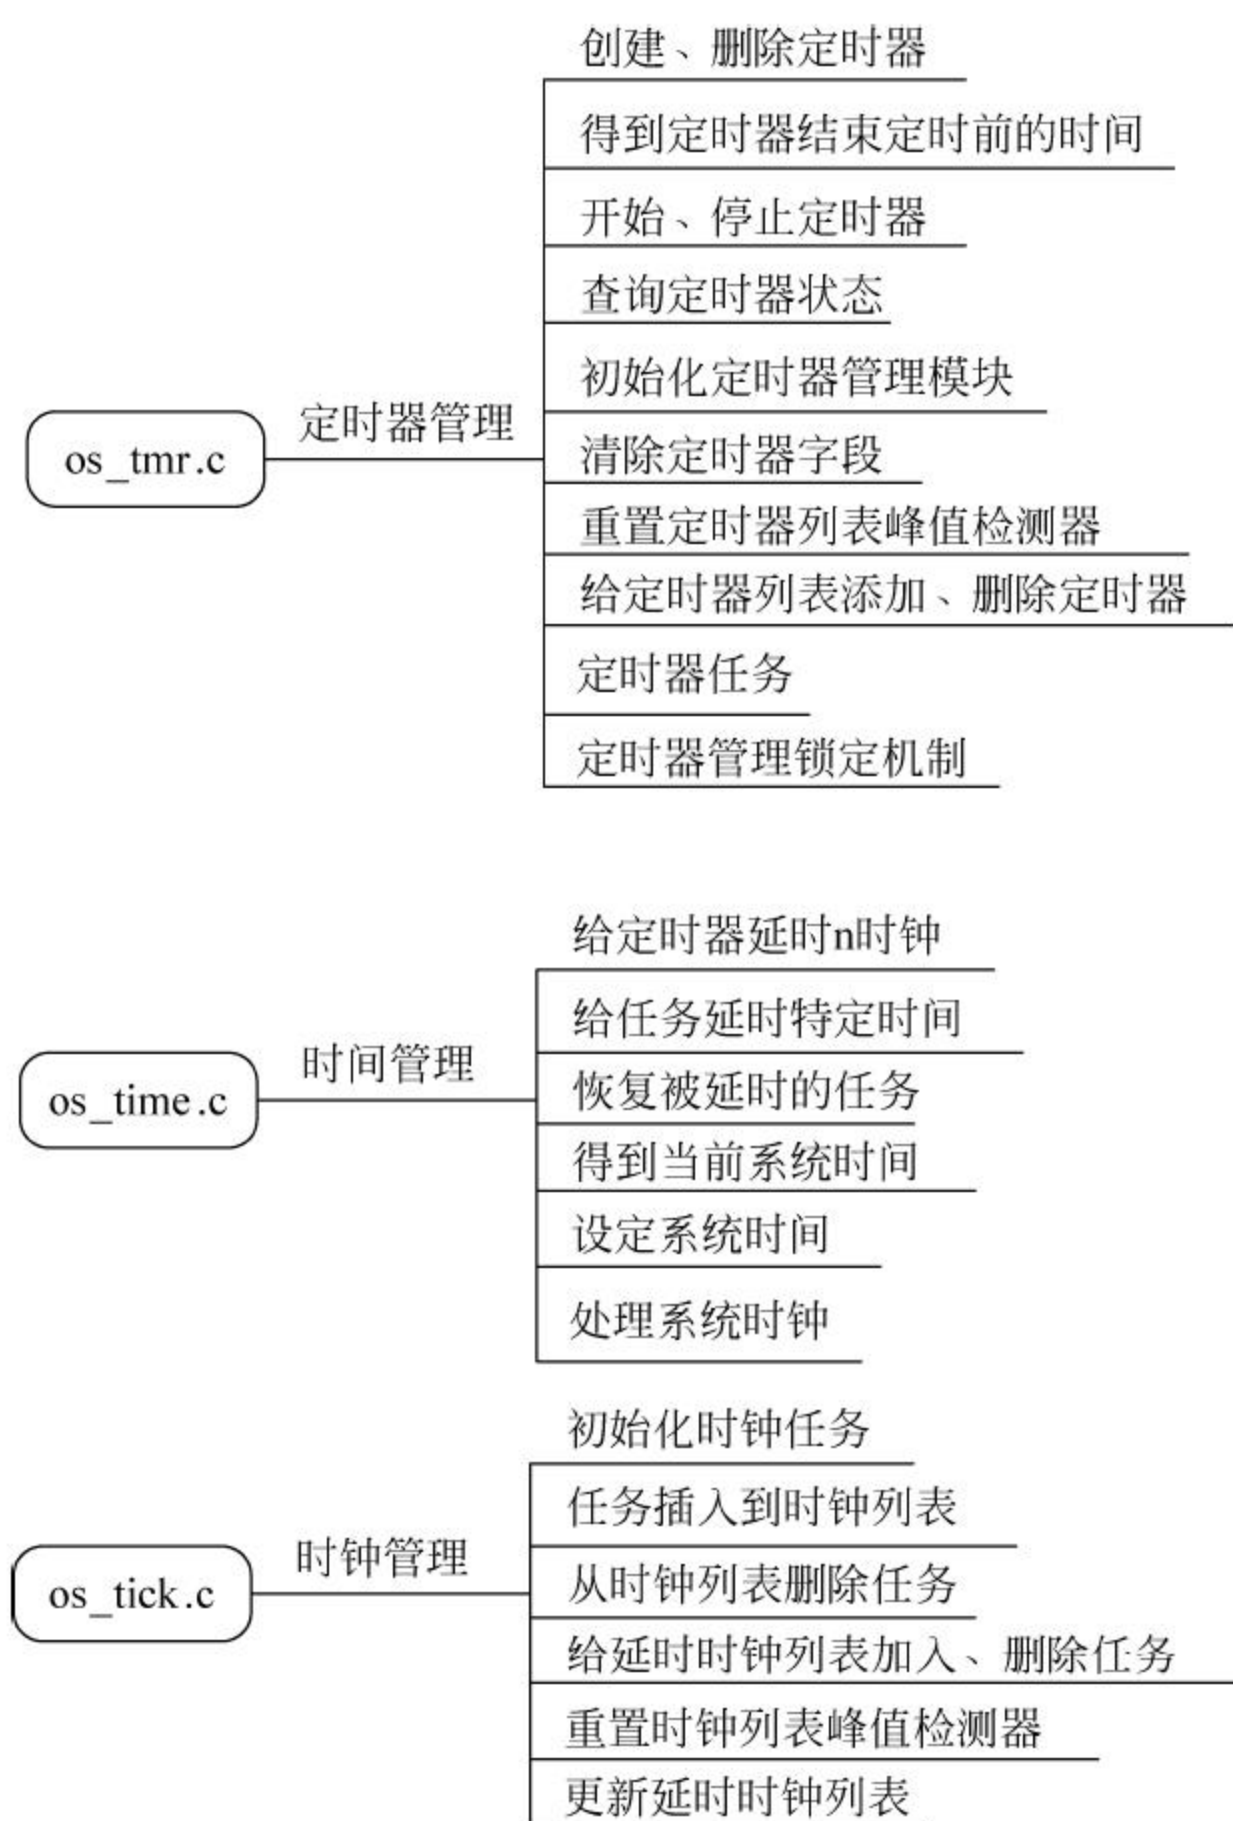 创建、删除定时器
得到定时器结束定时前的时间
开始、停止定时器
查询定时器状态
初始化定时器管理模块
定时器管理
os_tmr.c
清除定时器字段
重置定时器列表峰值检测器
给定时器列表添加、删除定时器
定时器任务
定时器管理锁定机制
给定时器延时n时钟
给任务延时特定时间
时间管理
os_time.c
恢复被延时的任务
得到当前系统时间
设定系统时间
处理系统时钟
初始化时钟任务
任务插入到时钟列表
时钟管理
os_tick.c
从时钟列表删除任务
给延时时钟列表加入、删除任务
重置时钟列表峰值检测器
更新延时时钟列表